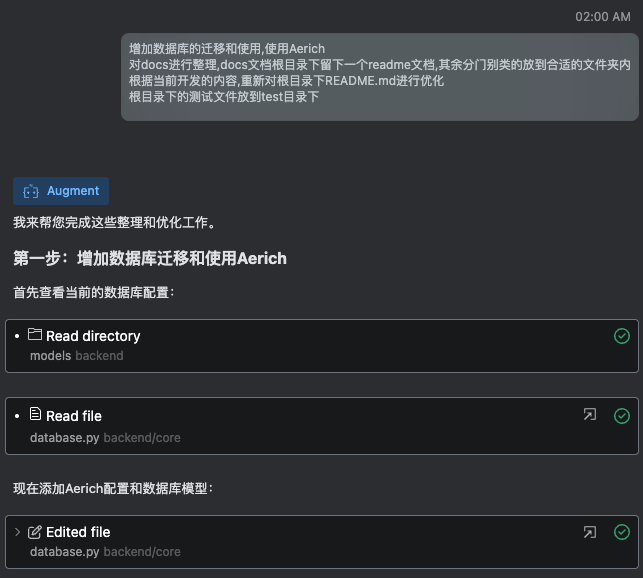 02:00 AM
增加数据库的迁移和使用,使用Aerich
对docs进行整理,docs文档根目录下留下一个readme文档,其余分门别类的放到合适的文件夹内
根据当前开发的内容,重新对根目录下README.md进行优化
根目录下的测试文件放到test目录下
Augment
我来帮您完成这些整理和优化工作。
第一步：增加数据库迁移和使用Aerich
首先查看当前的数据库配置：
Read directory
models backend
Read file
database.py backend/core
现在添加Aerich配置和数据库模型：
Edited file
database.py backend/core